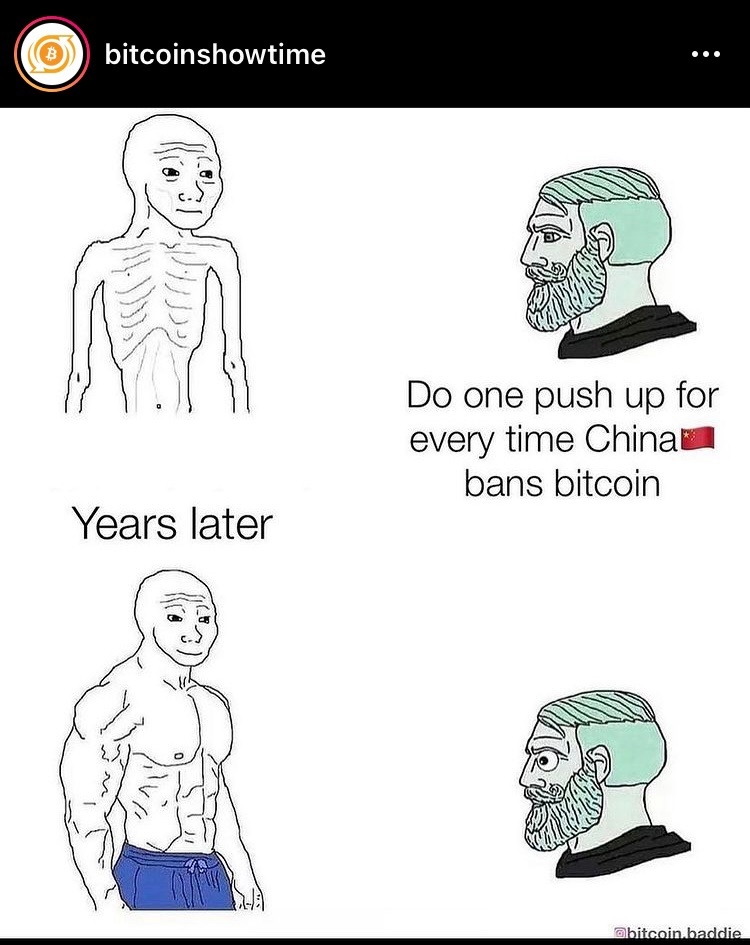 bitcoinshowtime
Do one push up for
every time China🇨🇳
bans bitcoin
Years later
bitcoin.baddie